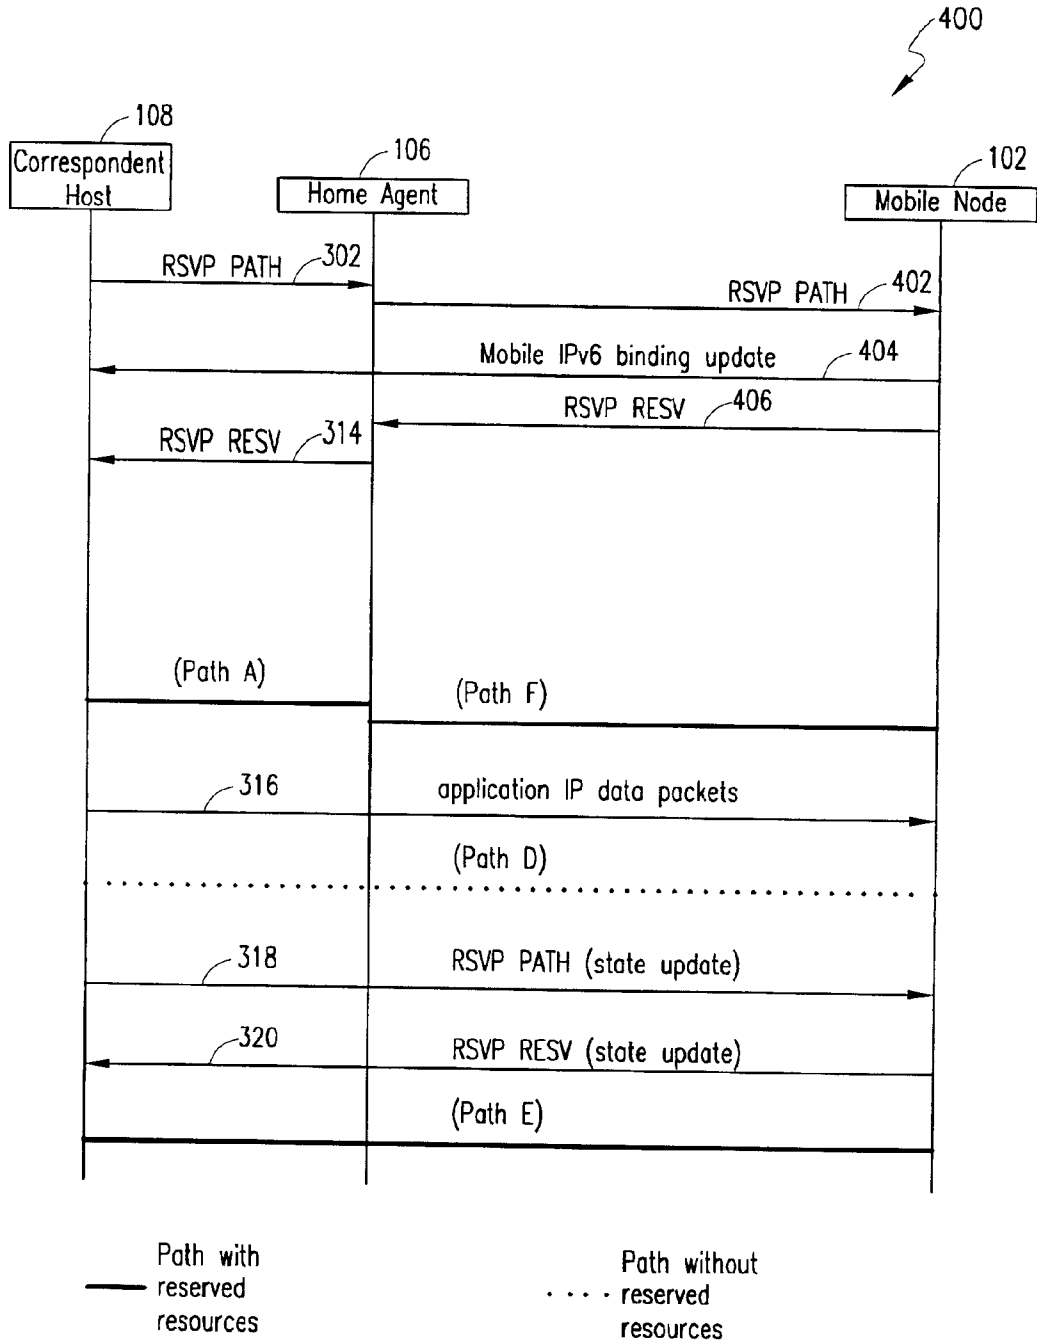 400
108
Correspondent
Host
106
Home Agent
102
Mobile Node
RSVP PATH
302
RSVP PATH
402
Mobile IPv6 binding update
404
RSVP RESV
406
RSVP RESV
314
(Path A)
(Path F)
316
application IP data packets
(Path D)
318
RSVP PATH (state update)
320
RSVP RESV (state update)
(Path E)
Path with
reserved
resources
Path without
reserved
resources